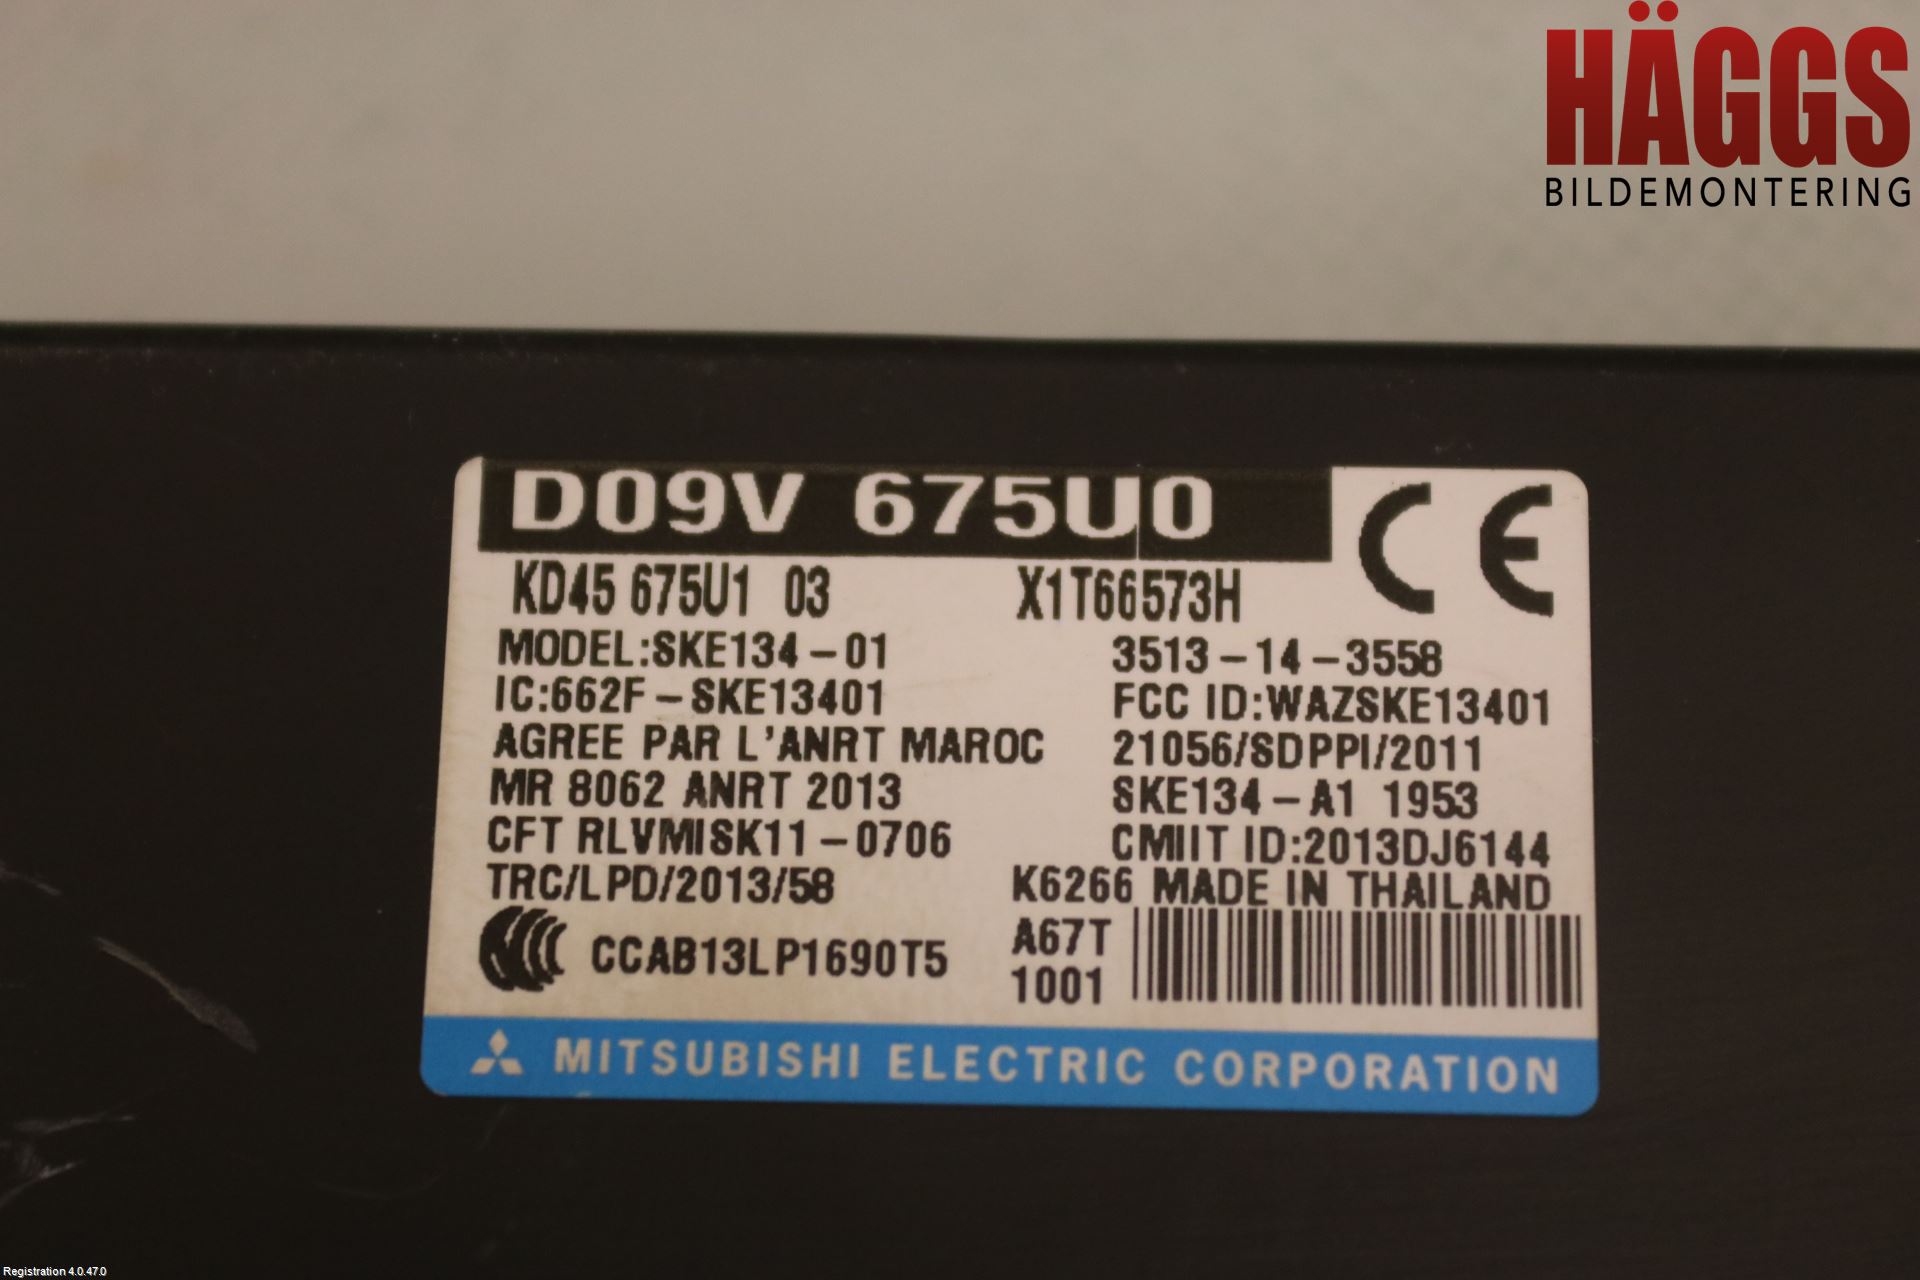 HÄGGS
BILDEMONTERING
D09V 675U0
KD45 675U1 03 X1T66573H
MODEL:SKE134-01 3513-14-3558
IC:662F-SKE13401 FCC ID:WAZSKE13401
AGREE PAR L'ANRT MAROC 21056/SDPPI/2011
MR 8062 ANRT 2013 SKE134-A1 1953
CFT RLVMISK11-0706 CMIIT ID:2013DJ6144
TRC/LPD/2013/58 K6266 MADE IN THAILAND
CCAB13LP1690T5 A67T
1001
CE
MITSUBISHI ELECTRIC CORPORATION
Registration 4.0.47.0